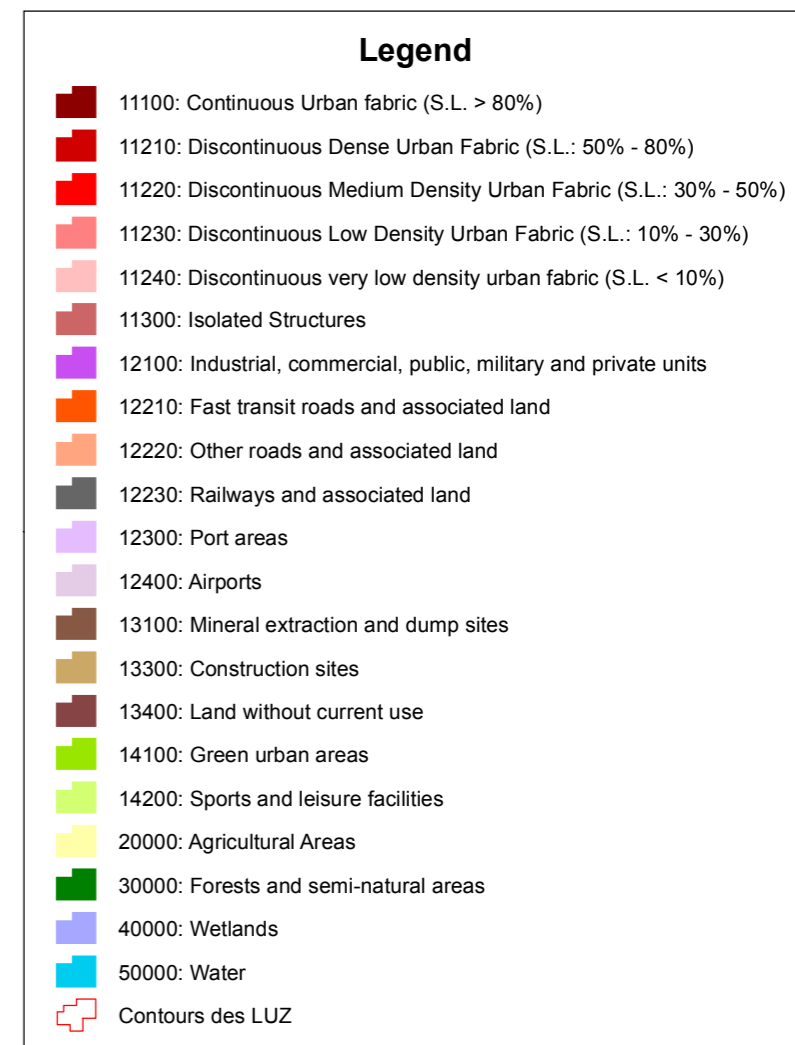 Legend
11100: Continuous Urban fabric (S.L. > 80%)
11210: Discontinuous Dense Urban Fabric (S.L.: 50% - 80%)
11220: Discontinuous Medium Density Urban Fabric (S.L.: 30% - 50%)
11230: Discontinuous Low Density Urban Fabric (S.L.: 10% - 30%)
11240: Discontinuous very low density urban fabric (S.L. < 10%)
11300: Isolated Structures
12100: Industrial, commercial, public, military and private units
12210: Fast transit roads and associated land
12220: Other roads and associated land
12230: Railways and associated land
12300: Port areas
12400: Airports
13100: Mineral extraction and dump sites
13300: Construction sites
13400: Land without current use
14100: Green urban areas
14200: Sports and leisure facilities
20000: Agricultural Areas
30000: Forests and semi-natural areas
40000: Wetlands
50000: Water
Contours des LUZ